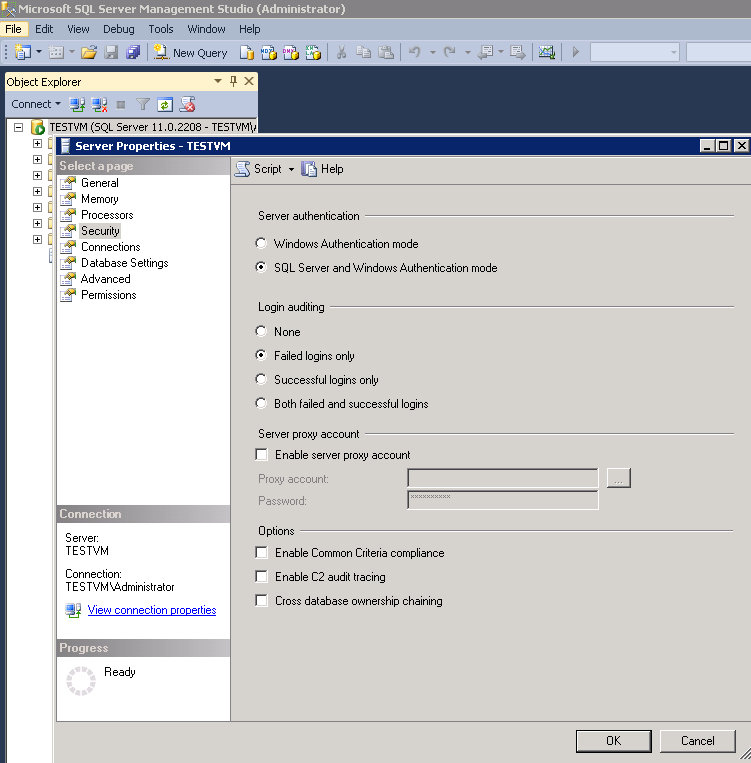 Microsoft SQL Server Management Studio (Administrator)
File Edit View Debug Tools Window Help
New Query
Object Explorer
Connect
TESTVM (SQL Server 11.0.2208 - TESTVM\
Server Properties - TESTVM
Select a page
General
Memory
Processors
Security
Connections
Database Settings
Advanced
Permissions
Script Help
Server authentication
Windows Authentication mode
SQL Server and Windows Authentication mode
Login auditing
None
Failed logins only
Successful logins only
Both failed and successful logins
Server proxy account
Enable server proxy account
Proxy account:
...
Password:
**********
Options
Enable Common Criteria compliance
Enable C2 audit tracing
Cross database ownership chaining
Connection
Server:
TESTVM
Connection:
TESTVM\Administrator
View connection properties
Progress
Ready
OK Cancel